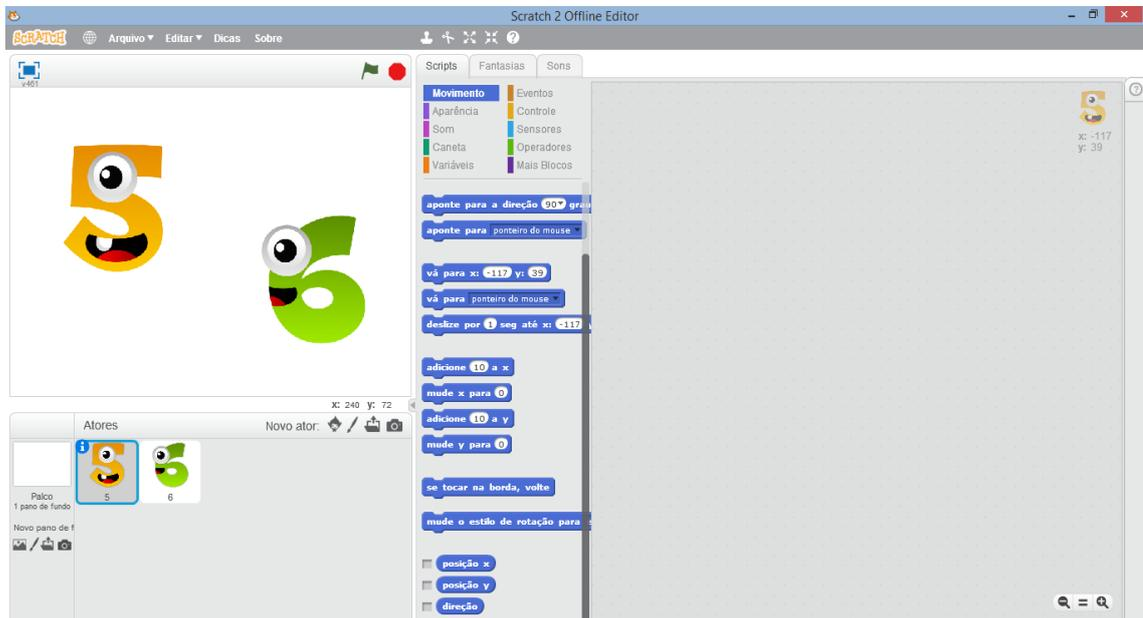 Scratch 2 Offline Editor
SCRATCH Arquivo Editar Dicas Sobre
v461
Scripts Fantasias Sons
Movimento Eventos
Aparência Controle
Som Sensores
Caneta Operadores
Variáveis Mais Blocos
x: -117
y: 39
5
6
aponte para a direção 90
aponte para ponteiro do mouse
vá para x: -117 y: 39
vá para ponteiro do mouse
deslize por 1 seg até x: -117
adicione 10 a x
mude x para 0
adicione 10 a y
mude y para 0
se tocar na borda, volte
mude o estilo de rotação para
posição x
posição y
direção
X: 240 Y: 72
Atores Novo ator:
Palco
1 pano de fundo
Novo pano de f
5
6